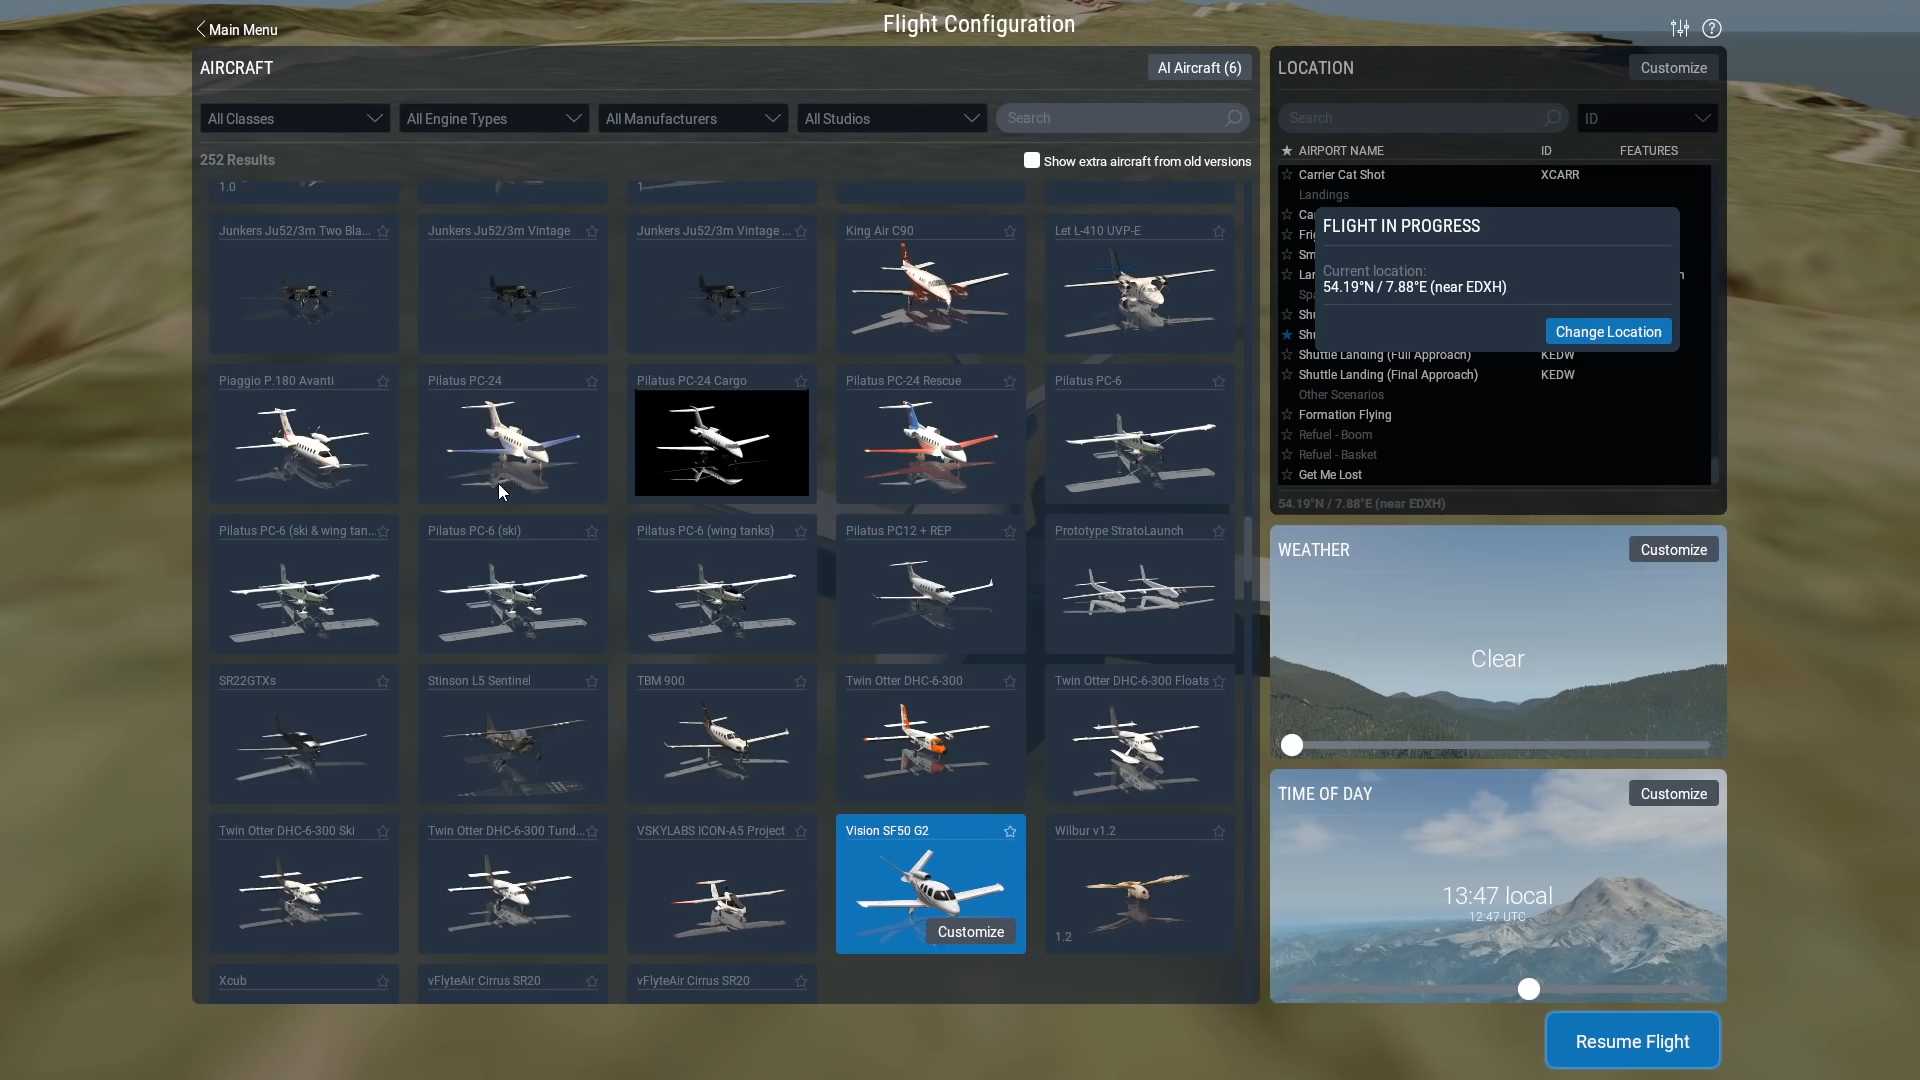 Main Menu
Flight Configuration
AIRCRAFT
AI Aircraft (6)
All Classes
All Engine Types
All Manufacturers
All Studios
Search
252 Results
Show extra aircraft from old versions
1.0
1
Junkers Ju52/3m Two Bla...
Junkers Ju52/3m Vintage
Junkers Ju52/3m Vintage ...
King Air C90
Let L-410 UVP-E
Piaggio P.180 Avanti
Pilatus PC-24
Pilatus PC-24 Cargo
Pilatus PC-24 Rescue
Pilatus PC-6
Pilatus PC-6 (ski & wing tan...
Pilatus PC-6 (ski)
Pilatus PC-6 (wing tanks)
Pilatus PC12 + REP
Prototype StratoLaunch
SR22GTXs
Stinson L5 Sentinel
TBM 900
Twin Otter DHC-6-300
Twin Otter DHC-6-300 Floats
Twin Otter DHC-6-300 Ski
Twin Otter DHC-6-300 Tund...
VSKYLABS ICON-A5 Project
Vision SF50 G2
Customize
Wilbur v1.2
1.2
Xcub
vFlyteAir Cirrus SR20
vFlyteAir Cirrus SR20
LOCATION
Customize
Search
ID
AIRPORT NAME
ID
FEATURES
Carrier Cat Shot
XCARR
Landings
Ca
Fri
Sm
Lan
Spa
Shu
Shu
FLIGHT IN PROGRESS
Current location:
54.19°N / 7.88°E (near EDXH)
Change Location
Shuttle Landing (Full Approach)
KEDW
Shuttle Landing (Final Approach)
KEDW
Other Scenarios
Formation Flying
Refuel - Boom
Refuel - Basket
Get Me Lost
54.19°N / 7.88°E (near EDXH)
WEATHER
Customize
Clear
TIME OF DAY
Customize
13:47 local
12:47 UTC
Resume Flight